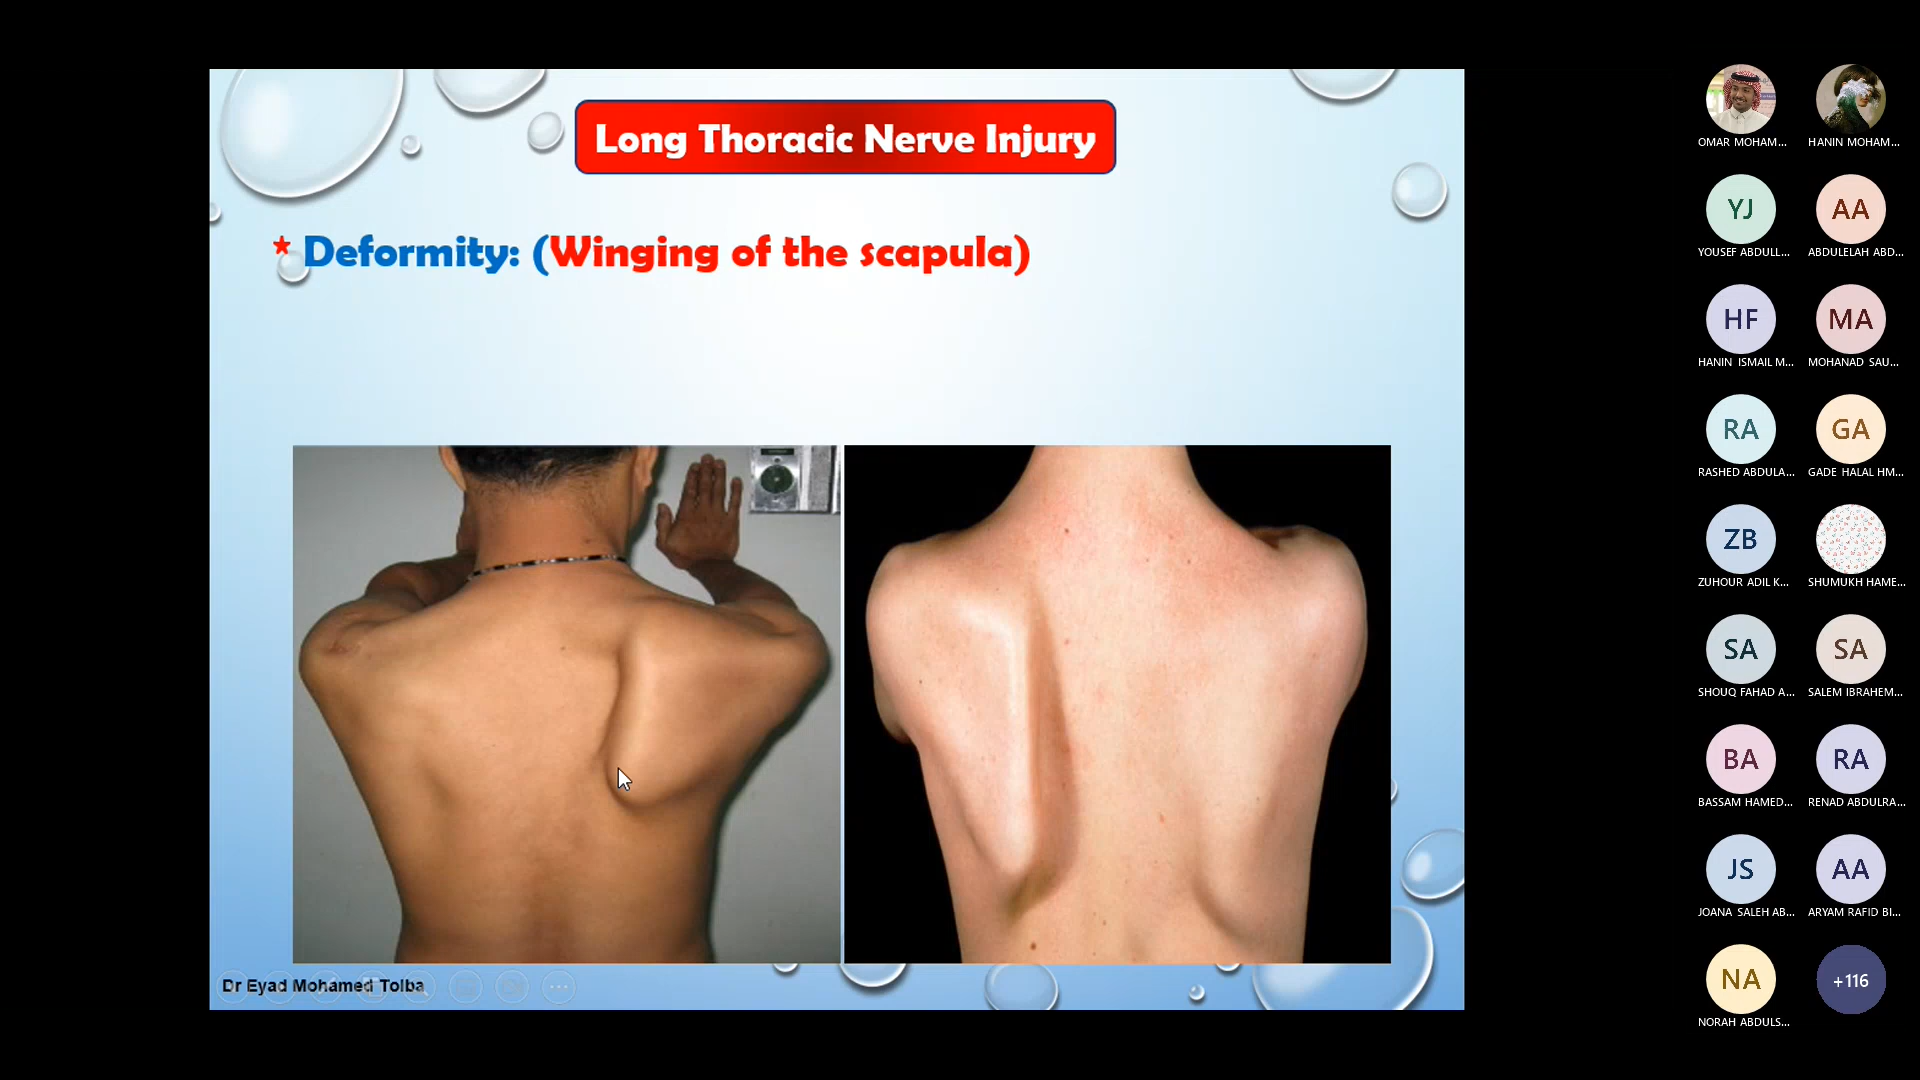 Long Thoracic Nerve Injury
* Deformity: (Winging of the scapula)
Dr Eyad Mohamed Tolba
OMAR MOHAM...
HANIN MOHAM...
YJ
AA
YOUSEF ABDULL...
ABDULELAH ABD...
HF
MA
HANIN ISMAIL M...
MOHANAD SAU...
RA
GA
RASHED ABDULA...
GADE HALAL HM...
ZB
ZUHOUR ADIL K...
SHUMUKH HAME...
SA
SA
SHOUQ FAHAD A...
SALEM IBRAHEM...
BA
RA
BASSAM HAMED...
RENAD ABDULRA...
JS
AA
JOANA SALEH AB...
ARYAM RAFID BI...
NA
+116
NORAH ABDULS...